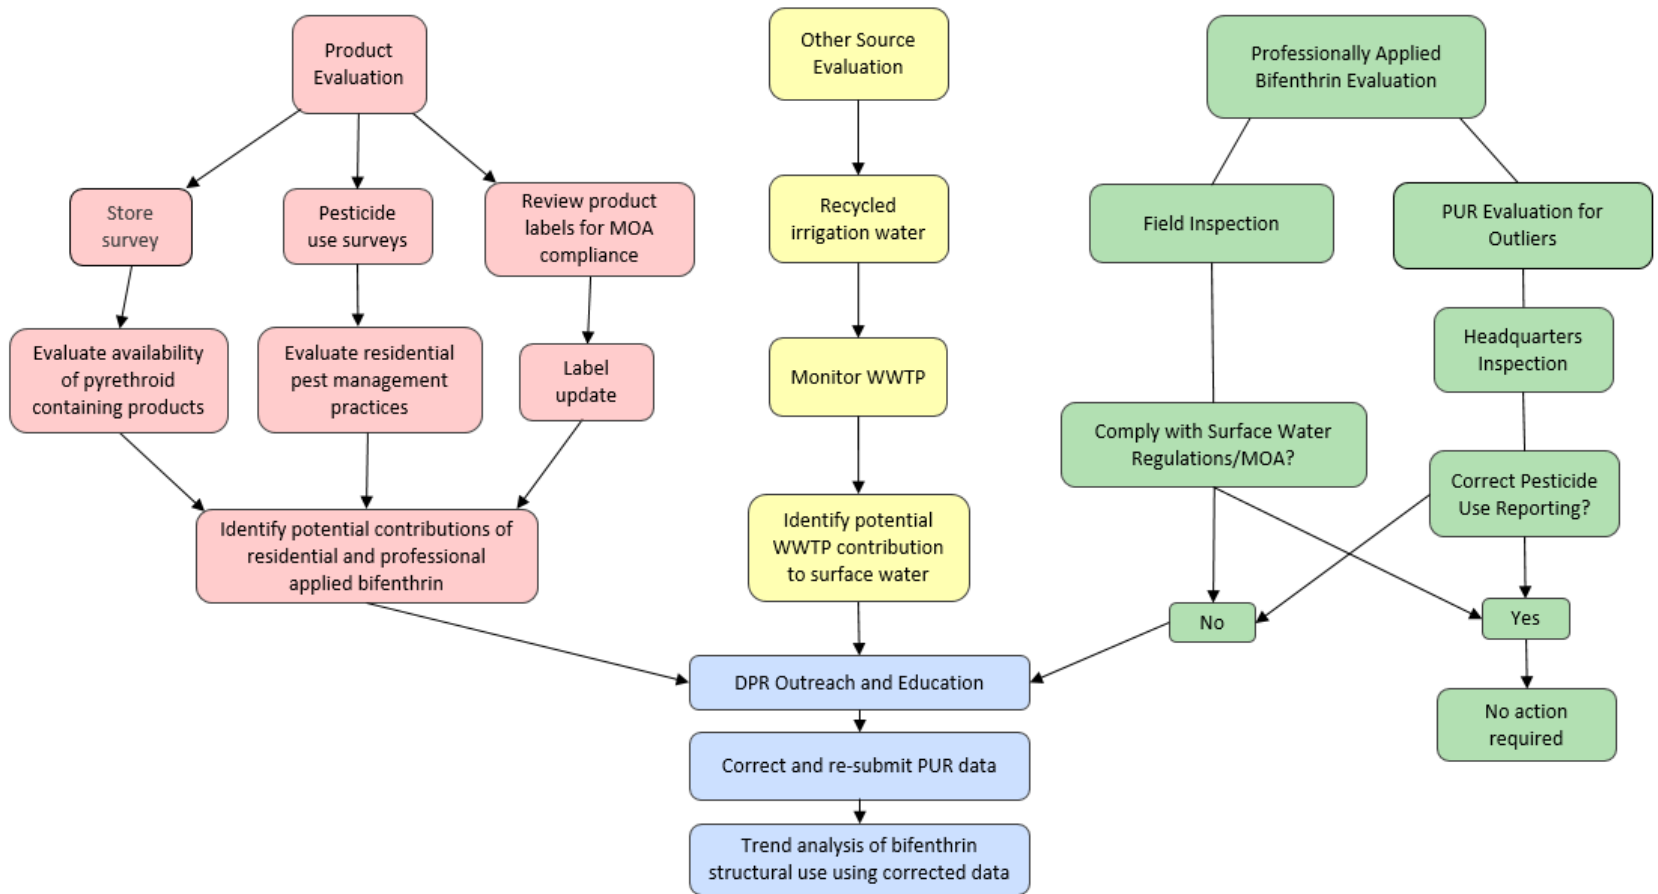 Product
Evaluation
Store
survey
Pesticide
use surveys
Review product
labels for MOA
compliance
Evaluate availability
of pyrethroid
containing products
Evaluate residential
pest management
practices
Label
update
Identify potential contributions of
residential and professional
applied bifenthrin
Other Source
Evaluation
Recycled
irrigation water
Monitor WWTP
Identify potential
WWTP contribution
to surface water
Professionally Applied
Bifenthrin Evaluation
Field Inspection
PUR Evaluation for
Outliers
Headquarters
Inspection
Comply with Surface Water
Regulations/MOA?
Correct Pesticide
Use Reporting?
No
Yes
No action
required
DPR Outreach and Education
Correct and re-submit PUR data
Trend analysis of bifenthrin
structural use using corrected data